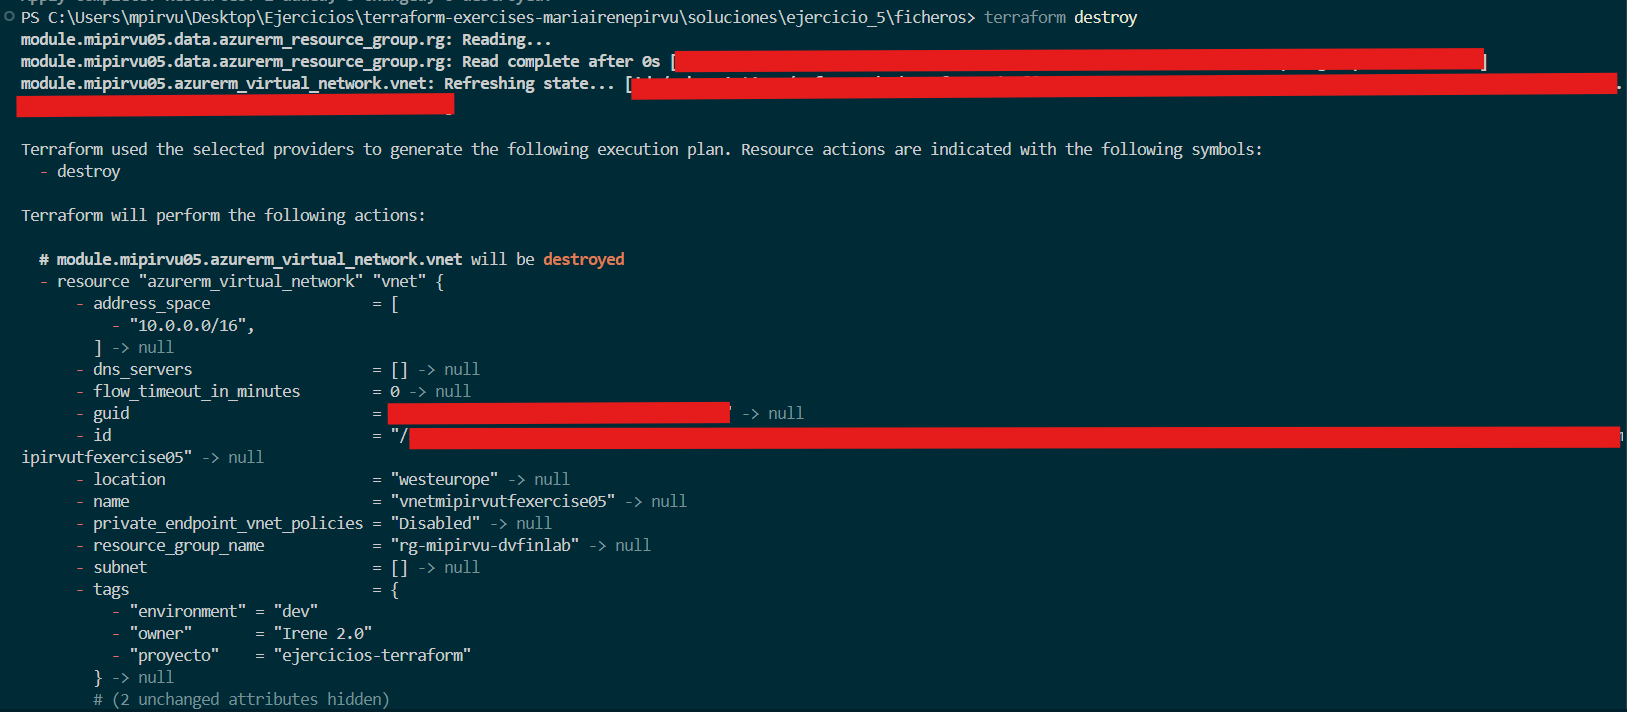 PS C:\Users\mpirvu\Desktop\Ejercicios\terraform-exercises-mariairenepirvu\soluciones\ejercicio_5\ficheros> terraform destroy
module.mipirvu05.data.azurerm_resource_group.rg: Reading...
module.mipirvu05.data.azurerm_resource_group.rg: Read complete after 0s [ ]
module.mipirvu05.azurerm_virtual_network.vnet: Refreshing state... [
Terraform used the selected providers to generate the following execution plan. Resource actions are indicated with the following symbols:
- destroy
Terraform will perform the following actions:
# module.mipirvu05.azurerm_virtual_network.vnet will be destroyed
- resource "azurerm_virtual_network" "vnet" {
- address_space = [
- "10.0.0.0/16",
] -> null
- dns_servers = [] -> null
- flow_timeout_in_minutes = 0 -> null
- guid = " -> null
- id = "/
ipirvutfexercise05" -> null
- location = "westeurope" -> null
- name = "vnetmipirvutfexercise05" -> null
- private_endpoint_vnet_policies = "Disabled" -> null
- resource_group_name = "rg-mipirvu-dvfinlab" -> null
- subnet = [] -> null
- tags = {
- "environment" = "dev"
- "owner" = "Irene 2.0"
- "proyecto" = "ejercicios-terraform"
} -> null
# (2 unchanged attributes hidden)